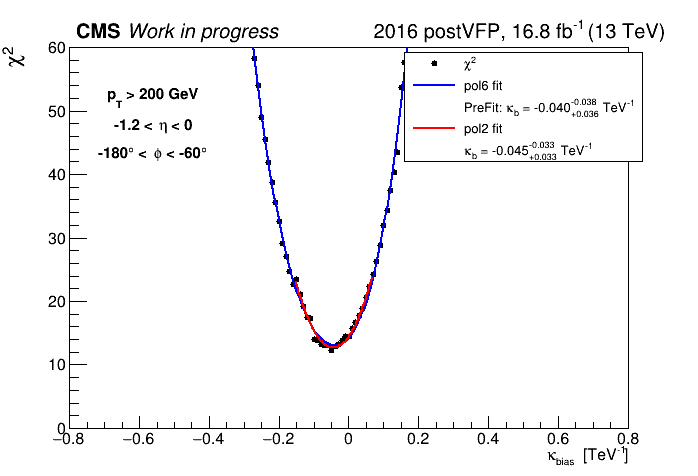 CMS Work in progress 2016 postVFP, 16.8 fb⁻¹ (13 TeV)
χ²
60
50
40
30
20
10
0
p_T > 200 GeV
-1.2 < η < 0
-180° < φ < -60°
χ²
pol6 fit
PreFit: κ_b = -0.040 -0.038 +0.036 TeV⁻¹
pol2 fit
κ_b = -0.045 -0.033 +0.033 TeV⁻¹
−0.8 −0.6 −0.4 −0.2 0 0.2 0.4 0.6 0.8
κ_bias [TeV⁻¹]